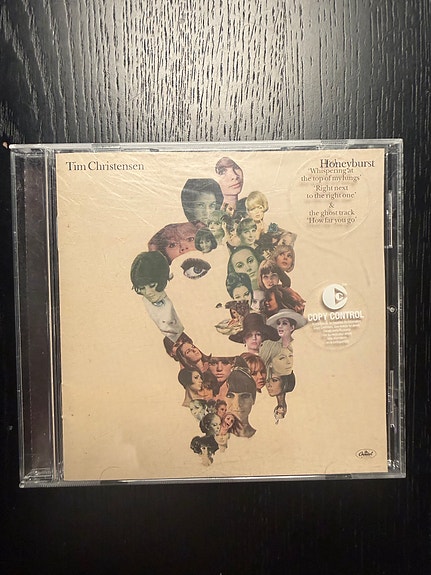 Tim Christensen
Honeyburst
'Whispering at
the top of my lungs'
'Right next
to the right one'
&
the ghost track
'How far you go'
COPY CONTROL
Capitol